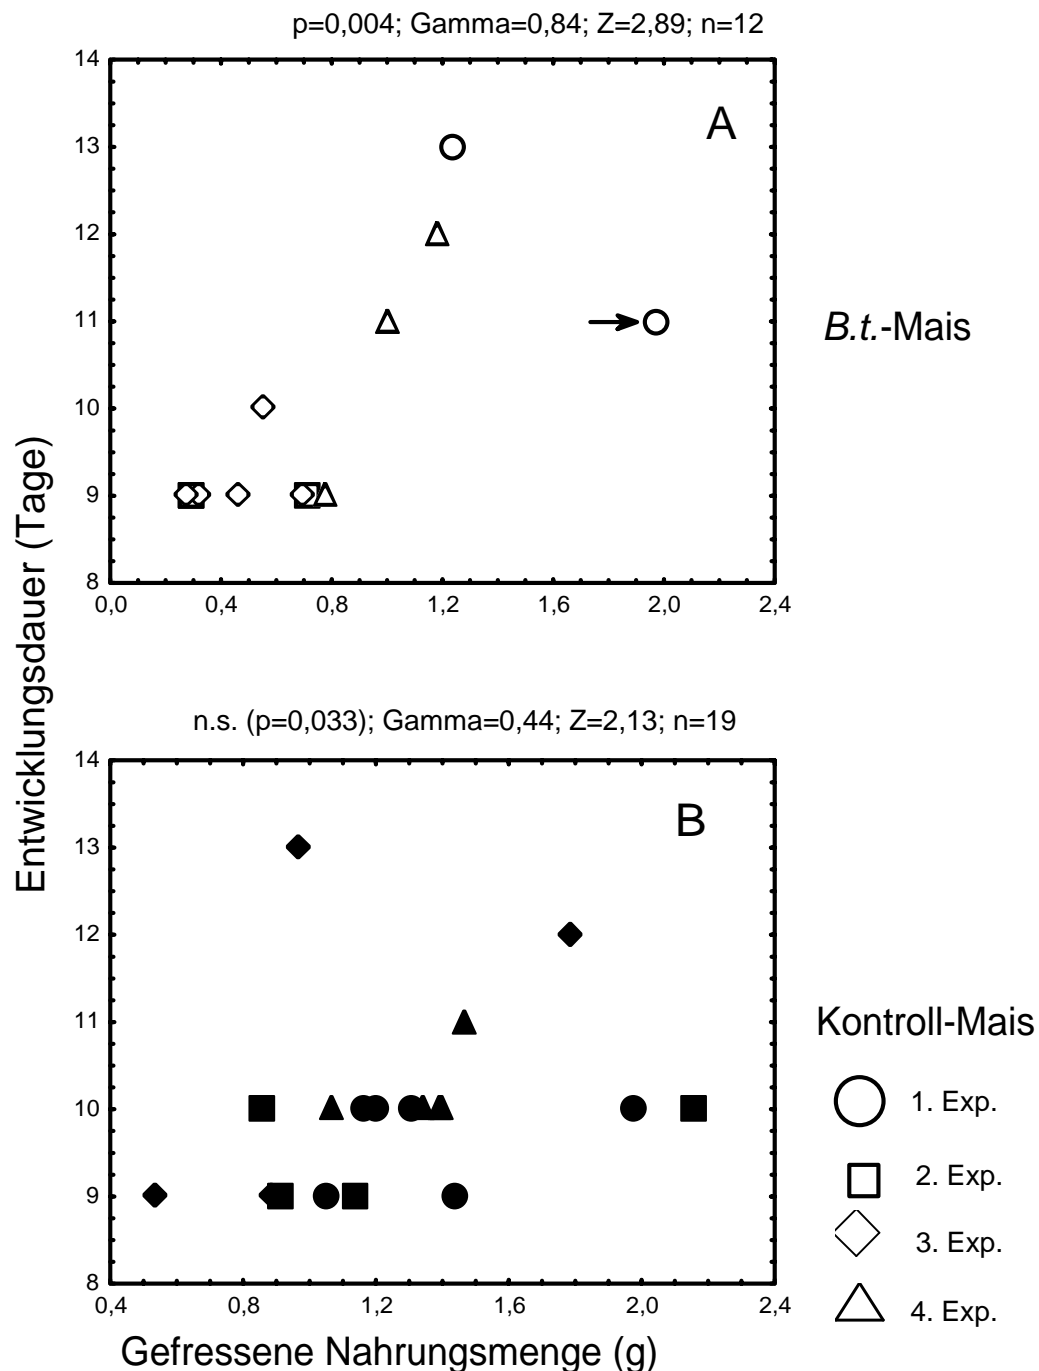 p=0,004; Gamma=0,84; Z=2,89; n=12
14
13
12
11
10
9
8
A
0,0 0,4 0,8 1,2 1,6 2,0 2,4
B.t.-Mais
Entwicklungsdauer (Tage)
n.s. (p=0,033); Gamma=0,44; Z=2,13; n=19
14
13
12
11
10
9
8
B
0,4 0,8 1,2 1,6 2,0 2,4
Gefressene Nahrungsmenge (g)
Kontroll-Mais
1. Exp.
2. Exp.
3. Exp.
4. Exp.